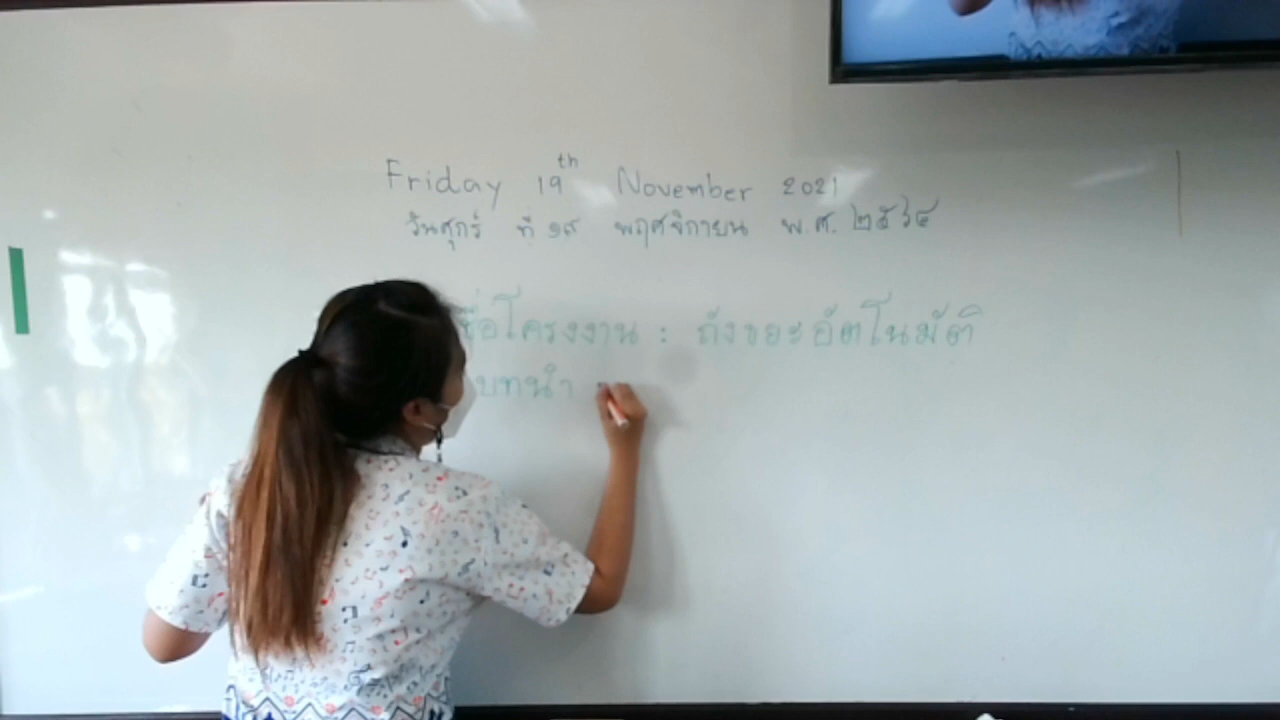 Friday 19th November 2021
วันศุกร์ ที่ ๑๙ พฤศจิกายน พ.ศ. ๒๕๖๔
ชื่อโครงงาน : ถังขยะอัตโนมัติ
บทนำ